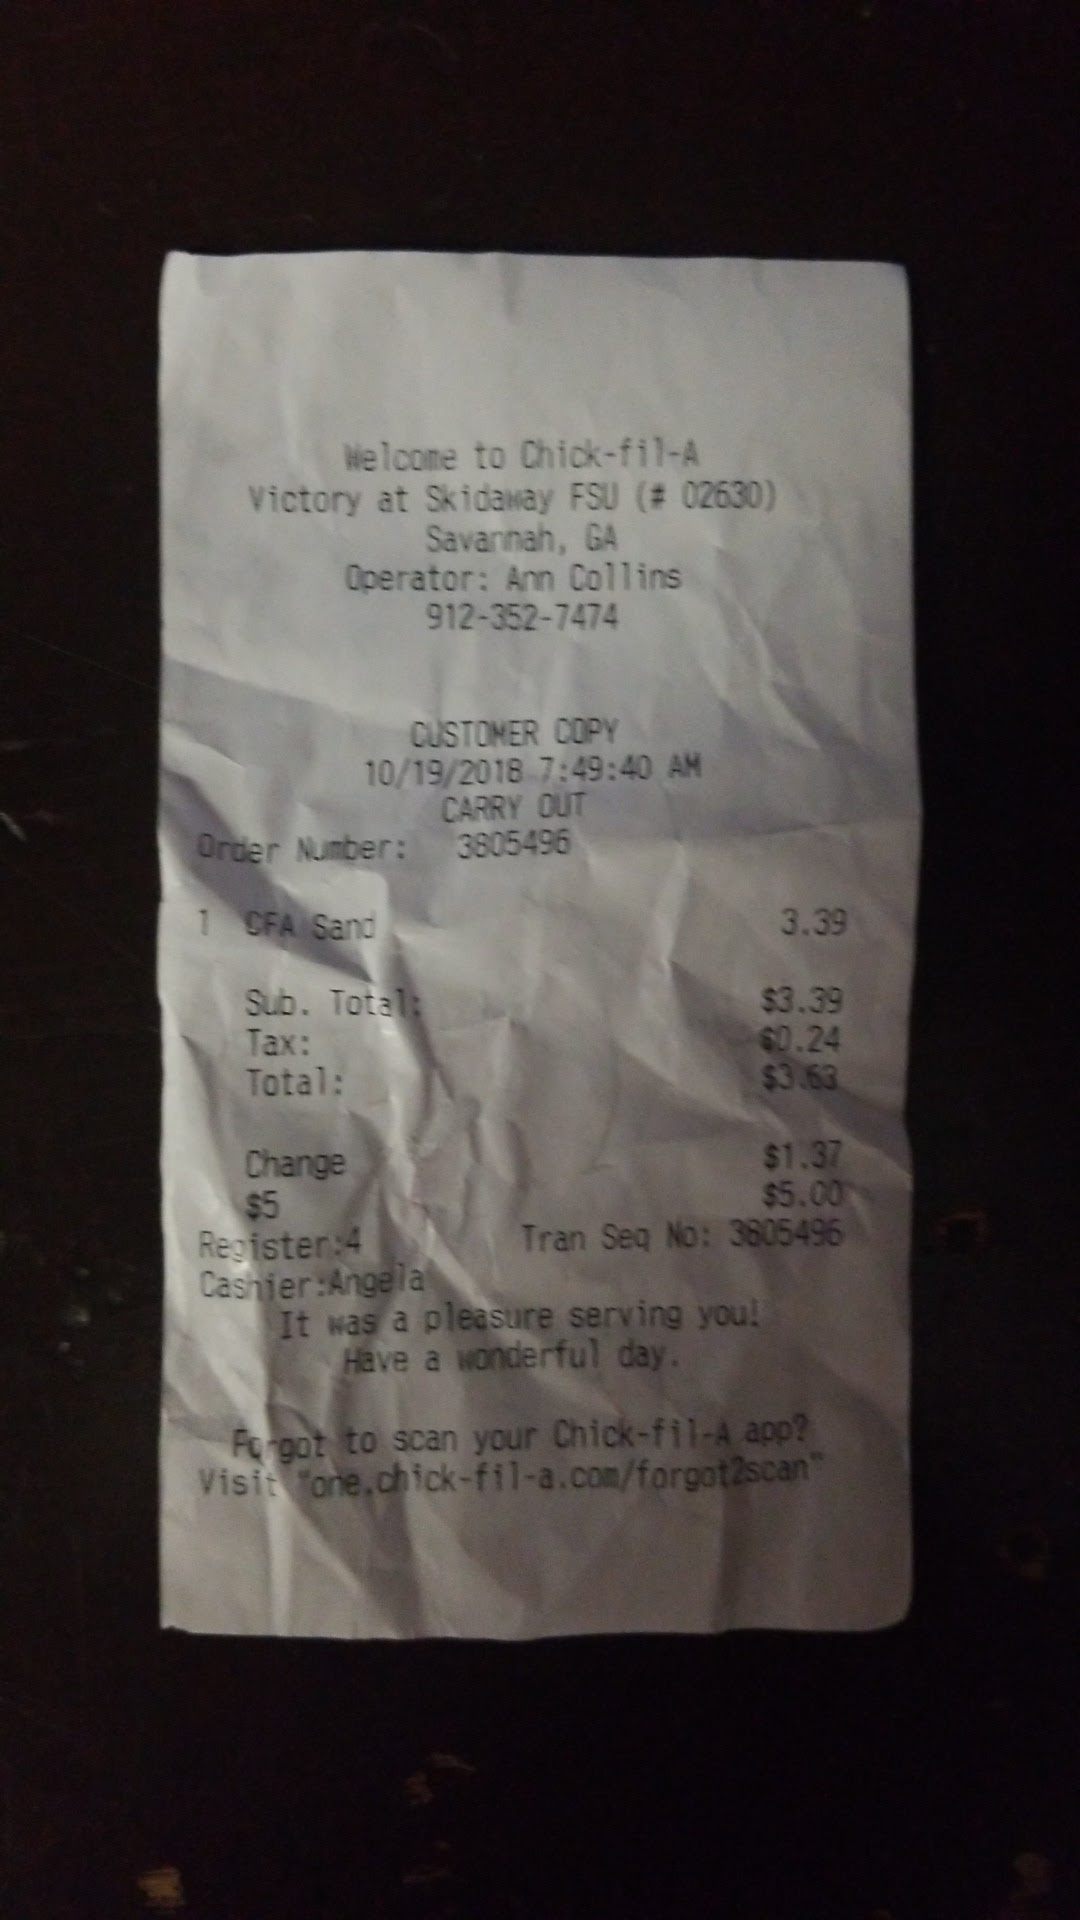 Welcome to Chick-fil-A
Victory at Skidaway FSU (# 02630)
Savannah, GA
Operator: Ann Collins
912-352-7474
CUSTOMER COPY
10/19/2018 7:49:40 AM
CARRY OUT
Order Number: 3805496
1 CFA Sand 3.39
Sub. Total: $3.39
Tax: $0.24
Total: $3.63
Change $1.37
$5 $5.00
Register:4 Tran Seq No: 3805496
Cashier:Angela
It was a pleasure serving you!
Have a wonderful day.
Forgot to scan your Chick-fil-A app?
Visit "one.chick-fil-a.com/forgot2scan"